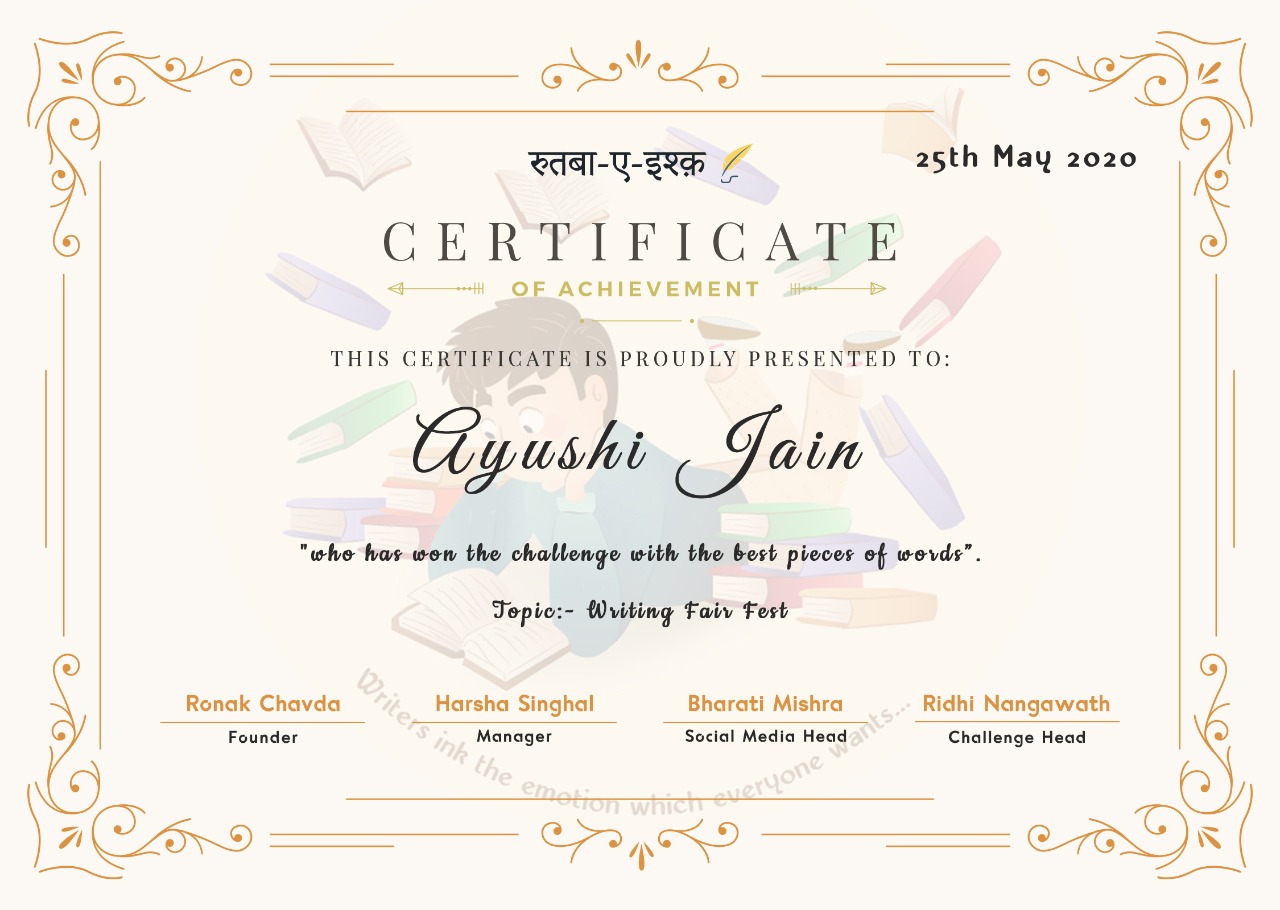 रुतबा-ए-इश्क़
25th May 2020
CERTIFICATE
OF ACHIEVEMENT
THIS CERTIFICATE IS PROUDLY PRESENTED TO:
Ayushi Jain
"who has won the challenge with the best pieces of words”.
Topic:- Writing Fair Fest
Ronak Chavda Harsha Singhal Bharati Mishra Ridhi Nangawath
Founder Manager Social Media Head Challenge Head
Writers ink the emotion which everyone wants...